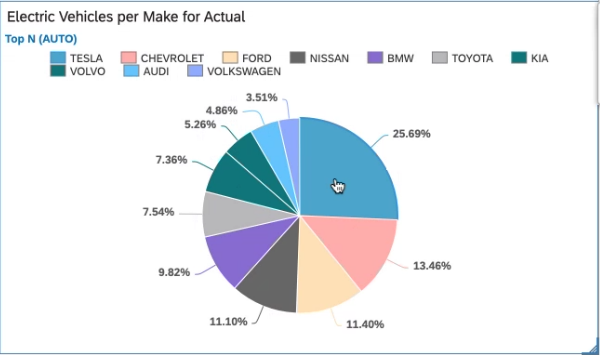 Electric Vehicles per Make for Actual
Top N (AUTO)
TESLA CHEVROLET FORD NISSAN BMW TOYOTA KIA
VOLVO AUDI VOLKSWAGEN
3.51%
4.86%
5.26%
25.69%
7.36%
7.54%
13.46%
9.82%
11.10%
11.40%